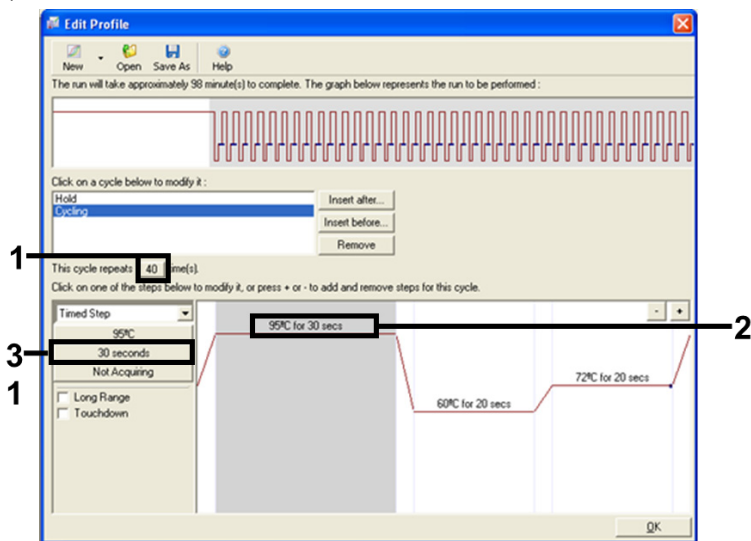 Edit Profile
New Open Save As Help
The run will take approximately 98 minute(s) to complete. The graph below represents the run to be performed :
Click on a cycle below to modify it :
Hold
Cycling
Insert after...
Insert before...
Remove
1
This cycle repeats 40 time(s).
Click on one of the steps below to modify it, or press + or - to add and remove steps for this cycle.
Timed Step
- +
95ºC
95ºC for 30 secs
2
3
30 seconds
Not Acquiring
72ºC for 20 secs
1
Long Range
60ºC for 20 secs
Touchdown
OK